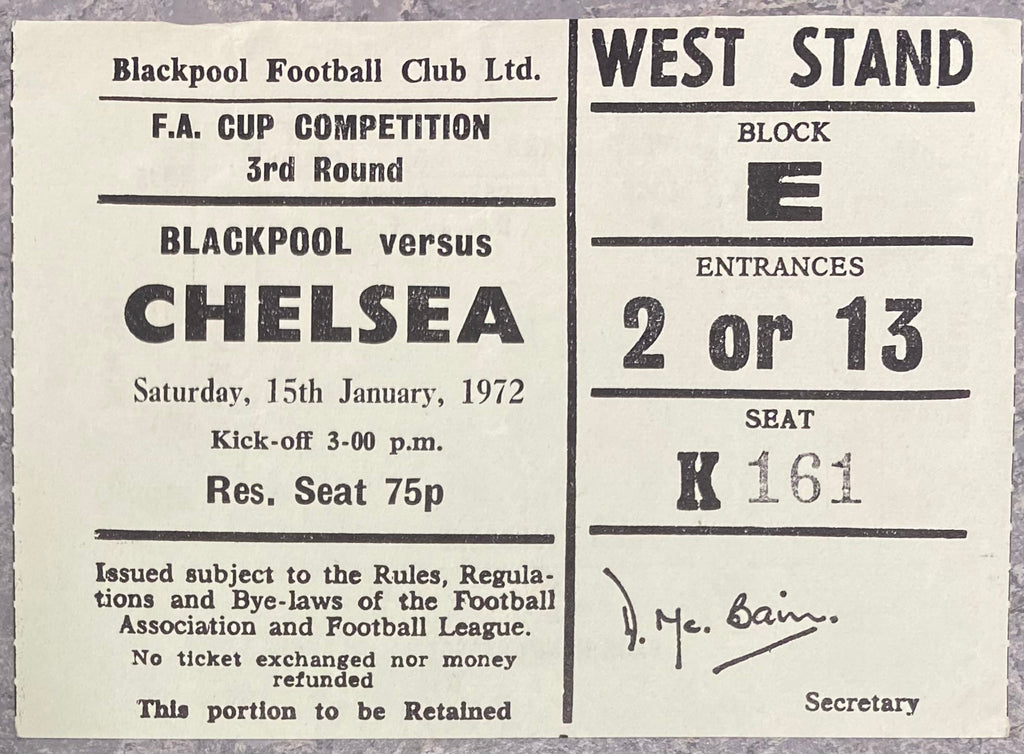 Blackpool Football Club Ltd.
F.A. CUP COMPETITION
3rd Round
BLACKPOOL versus
CHELSEA
Saturday, 15th January, 1972
Kick-off 3-00 p.m.
Res. Seat 75p
Issued subject to the Rules, Regula-
tions and Bye-laws of the Football
Association and Football League.
No ticket exchanged nor money
refunded
This portion to be Retained
WEST STAND
BLOCK
E
ENTRANCES
2 or 13
SEAT
K 161
D. Mc. Bain.
Secretary